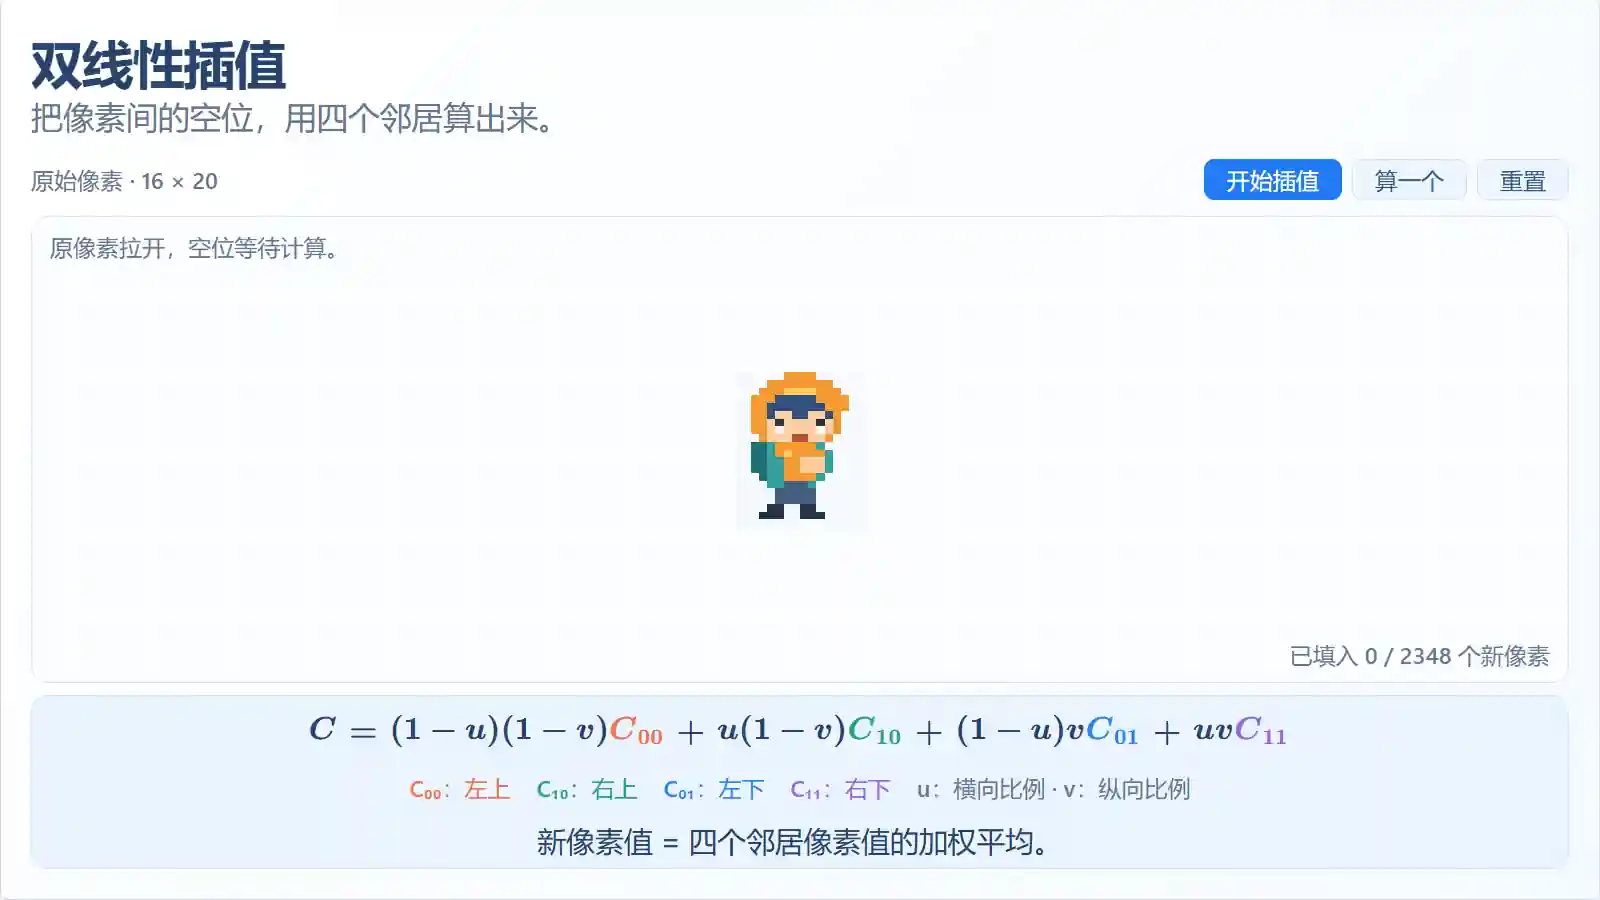 双线性插值
把像素间的空位，用四个邻居算出来。
原始像素 · 16 × 20
开始插值
算一个
重置
原像素拉开，空位等待计算。
已填入 0 / 2348 个新像素
C = (1 − u)(1 − v)C₀₀ + u(1 − v)C₁₀ + (1 − u)vC₀₁ + uvC₁₁
C₀₀：左上 C₁₀：右上 C₀₁：左下 C₁₁：右下 u：横向比例 · v：纵向比例
新像素值 = 四个邻居像素值的加权平均。